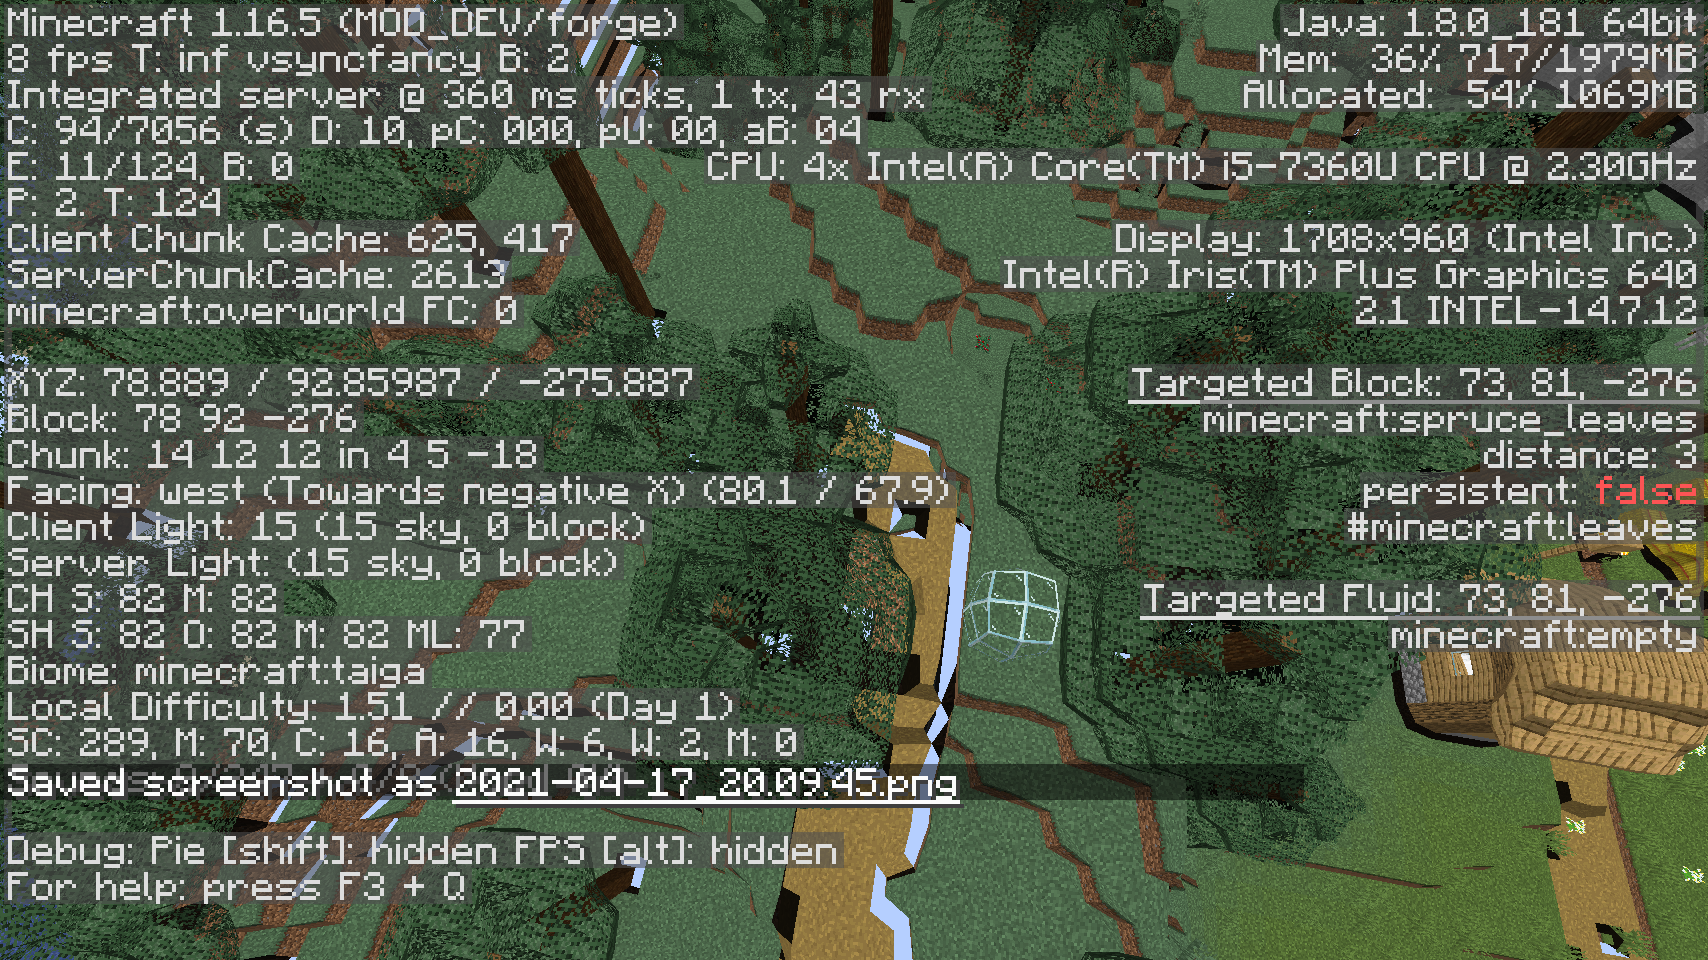 Minecraft 1.16.5 (MOD_DEV/forge)
8 fps T: inf vsyncfancy B: 2
Integrated server @ 360 ms ticks, 1 tx, 43 rx
C: 94/7056 (s) D: 10, pC: 000, pU: 00, aB: 04
E: 11/124, B: 0
P: 2. T: 124
Client Chunk Cache: 625, 417
ServerChunkCache: 2613
minecraft:overworld FC: 0
XYZ: 78.889 / 92.85987 / -275.887
Block: 78 92 -276
Chunk: 14 12 12 in 4 5 -18
Facing: west (Towards negative X) (80.1 / 67.9)
Client Light: 15 (15 sky, 0 block)
Server Light: (15 sky, 0 block)
CH S: 82 M: 82
SH S: 82 O: 82 M: 82 ML: 77
Biome: minecraft:taiga
Local Difficulty: 1.51 // 0.00 (Day 1)
SC: 289, M: 70, C: 16, A: 16, W: 6, W: 2, M: 0
Saved screenshot as 2021-04-17_20.09.45.png
Debug: Pie [shift]: hidden FPS [alt]: hidden
For help: press F3 + Q
Java: 1.8.0_181 64bit
Mem: 36% 717/1979MB
Allocated: 54% 1069MB
CPU: 4x Intel(R) Core(TM) i5-7360U CPU @ 2.30GHz
Display: 1708x960 (Intel Inc.)
Intel(R) Iris(TM) Plus Graphics 640
2.1 INTEL-14.7.12
Targeted Block: 73, 81, -276
minecraft:spruce_leaves
distance: 3
persistent: false
#minecraft:leaves
Targeted Fluid: 73, 81, -276
minecraft:empty